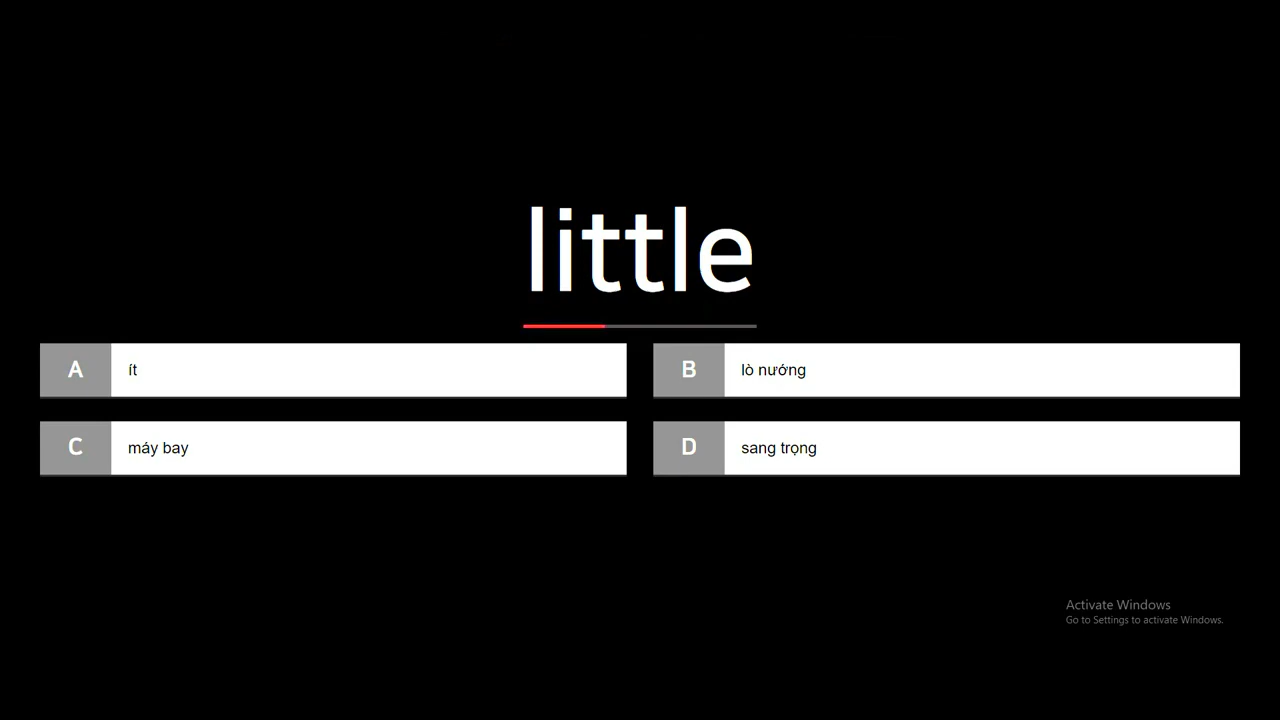 little
A ít
B lò nướng
C máy bay
D sang trọng
Activate Windows
Go to Settings to activate Windows.